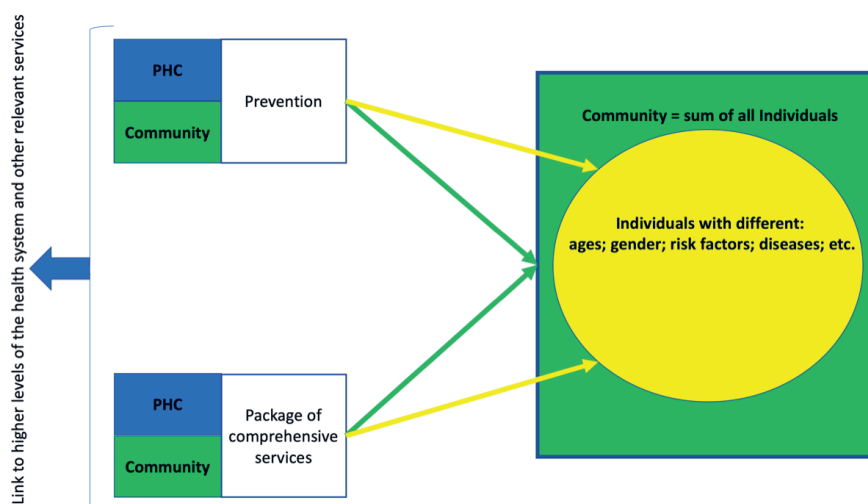 Link to higher levels of the health system and other relevant services
PHC
Community
Prevention
PHC
Community
Package of
comprehensive
services
Community = sum of all Individuals
Individuals with different:
ages; gender; risk factors; diseases; etc.